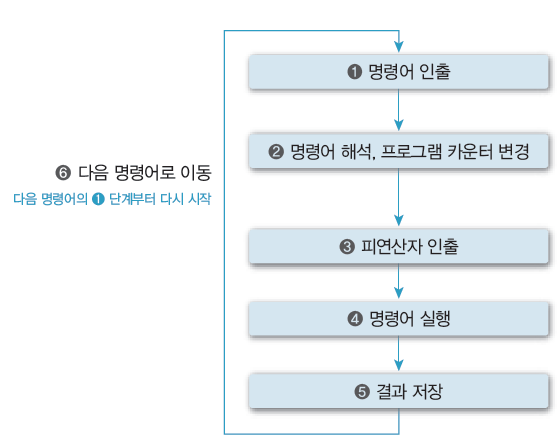 ❶ 명령어 인출
❷ 명령어 해석, 프로그램 카운터 변경
❻ 다음 명령어로 이동
다음 명령어의 ❶ 단계부터 다시 시작
❸ 피연산자 인출
❹ 명령어 실행
❺ 결과 저장